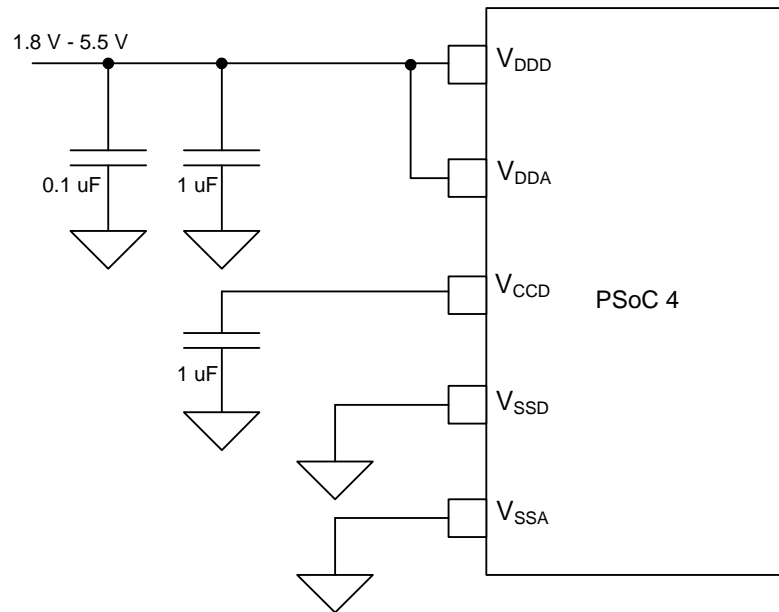 1.8 V - 5.5 V
V_DDD
0.1 uF
1 uF
V_DDA
V_CCD
PSoC 4
1 uF
V_SSD
V_SSA